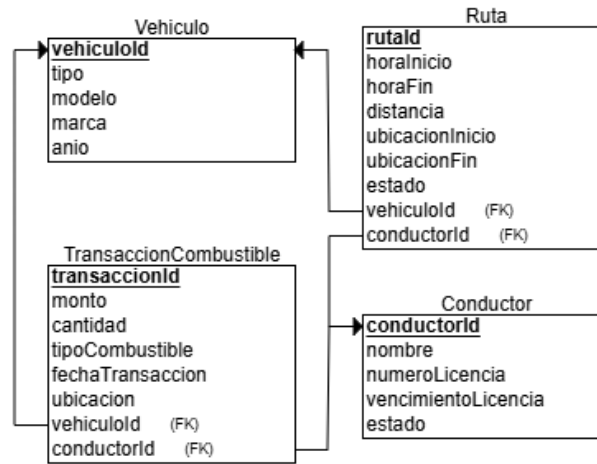 Vehiculo
vehiculoId
tipo
modelo
marca
anio
Ruta
rutaId
horaInicio
horaFin
distancia
ubicacionInicio
ubicacionFin
estado
vehiculoId (FK)
conductorId (FK)
TransaccionCombustible
transaccionId
monto
cantidad
tipoCombustible
fechaTransaccion
ubicacion
vehiculoId (FK)
conductorId (FK)
Conductor
conductorId
nombre
numeroLicencia
vencimientoLicencia
estado